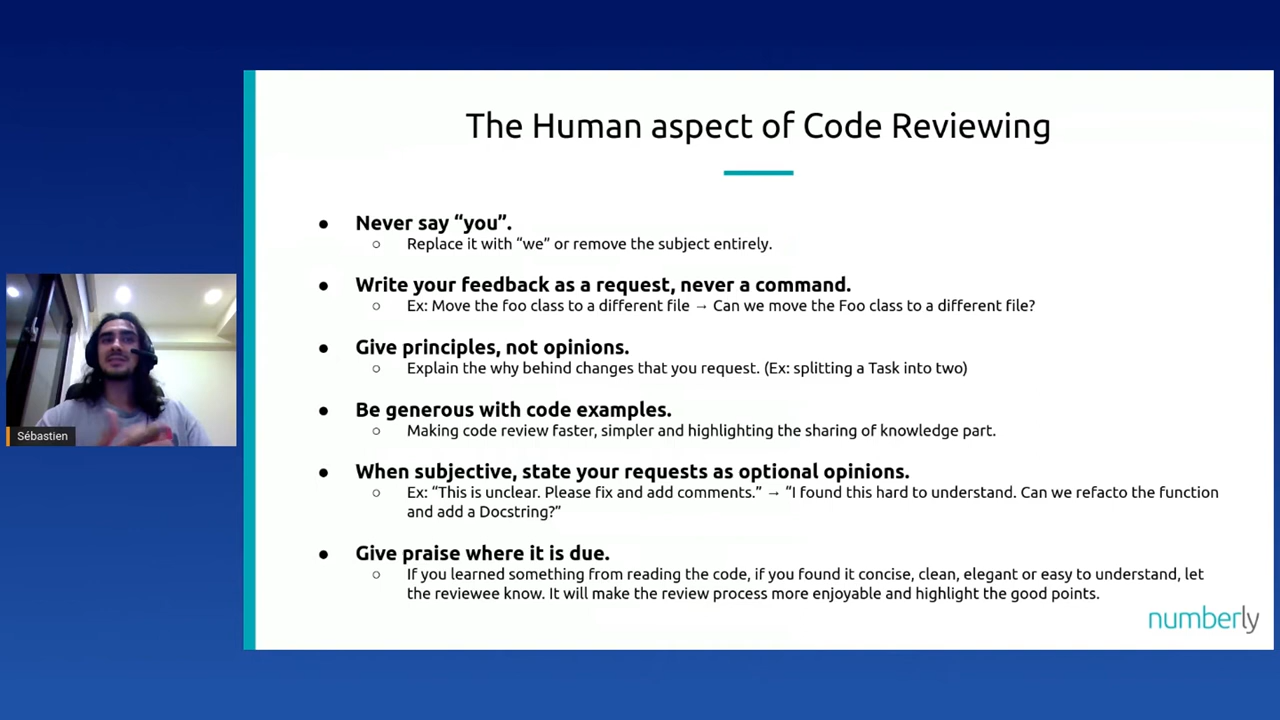 The Human aspect of Code Reviewing
● Never say “you”.
○ Replace it with “we” or remove the subject entirely.
● Write your feedback as a request, never a command.
○ Ex: Move the foo class to a different file → Can we move the Foo class to a different file?
● Give principles, not opinions.
○ Explain the why behind changes that you request. (Ex: splitting a Task into two)
● Be generous with code examples.
○ Making code review faster, simpler and highlighting the sharing of knowledge part.
● When subjective, state your requests as optional opinions.
○ Ex: “This is unclear. Please fix and add comments.” → “I found this hard to understand. Can we refacto the function
and add a Docstring?”
● Give praise where it is due.
○ If you learned something from reading the code, if you found it concise, clean, elegant or easy to understand, let
the reviewee know. It will make the review process more enjoyable and highlight the good points.
numberly
Sébastien